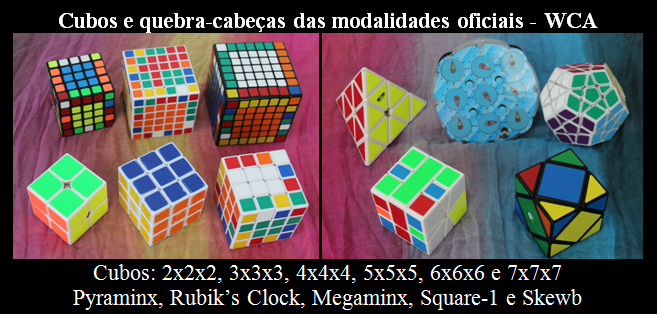 Cubos e quebra-cabeças das modalidades oficiais - WCA
Cubos: 2x2x2, 3x3x3, 4x4x4, 5x5x5, 6x6x6 e 7x7x7
Pyraminx, Rubik’s Clock, Megaminx, Square-1 e Skewb